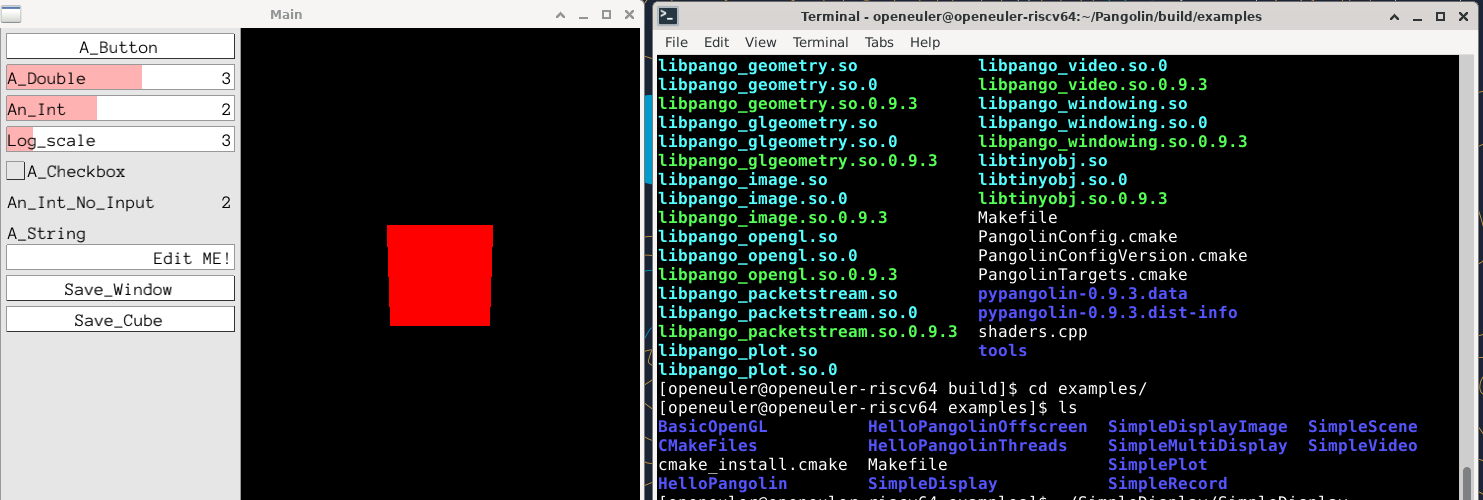 Main
A_Button
A_Double 3
An_Int 2
Log_scale 3
A_Checkbox
An_Int_No_Input 2
A_String
Edit ME!
Save_Window
Save_Cube
Terminal - openeuler@openeuler-riscv64:~/Pangolin/build/examples
File Edit View Terminal Tabs Help
libpango_geometry.so libpango_video.so.0
libpango_geometry.so.0 libpango_video.so.0.9.3
libpango_geometry.so.0.9.3 libpango_windowing.so
libpango_glgeometry.so libpango_windowing.so.0
libpango_glgeometry.so.0 libpango_windowing.so.0.9.3
libpango_glgeometry.so.0.9.3 libtinyobj.so
libpango_image.so libtinyobj.so.0
libpango_image.so.0 libtinyobj.so.0.9.3
libpango_image.so.0.9.3 Makefile
libpango_opengl.so PangolinConfig.cmake
libpango_opengl.so.0 PangolinConfigVersion.cmake
libpango_opengl.so.0.9.3 PangolinTargets.cmake
libpango_packetstream.so pypangolin-0.9.3.data
libpango_packetstream.so.0 pypangolin-0.9.3.dist-info
libpango_packetstream.so.0.9.3 shaders.cpp
libpango_plot.so tools
libpango_plot.so.0
[openeuler@openeuler-riscv64 build]$ cd examples/
[openeuler@openeuler-riscv64 examples]$ ls
BasicOpenGL HelloPangolinOffscreen SimpleDisplayImage SimpleScene
CMakeFiles HelloPangolinThreads SimpleMultiDisplay SimpleVideo
cmake_install.cmake Makefile SimplePlot
HelloPangolin SimpleDisplay SimpleRecord
[openeuler@openeuler-riscv64 examples]$ ./SimpleDisplay/SimpleDisplay